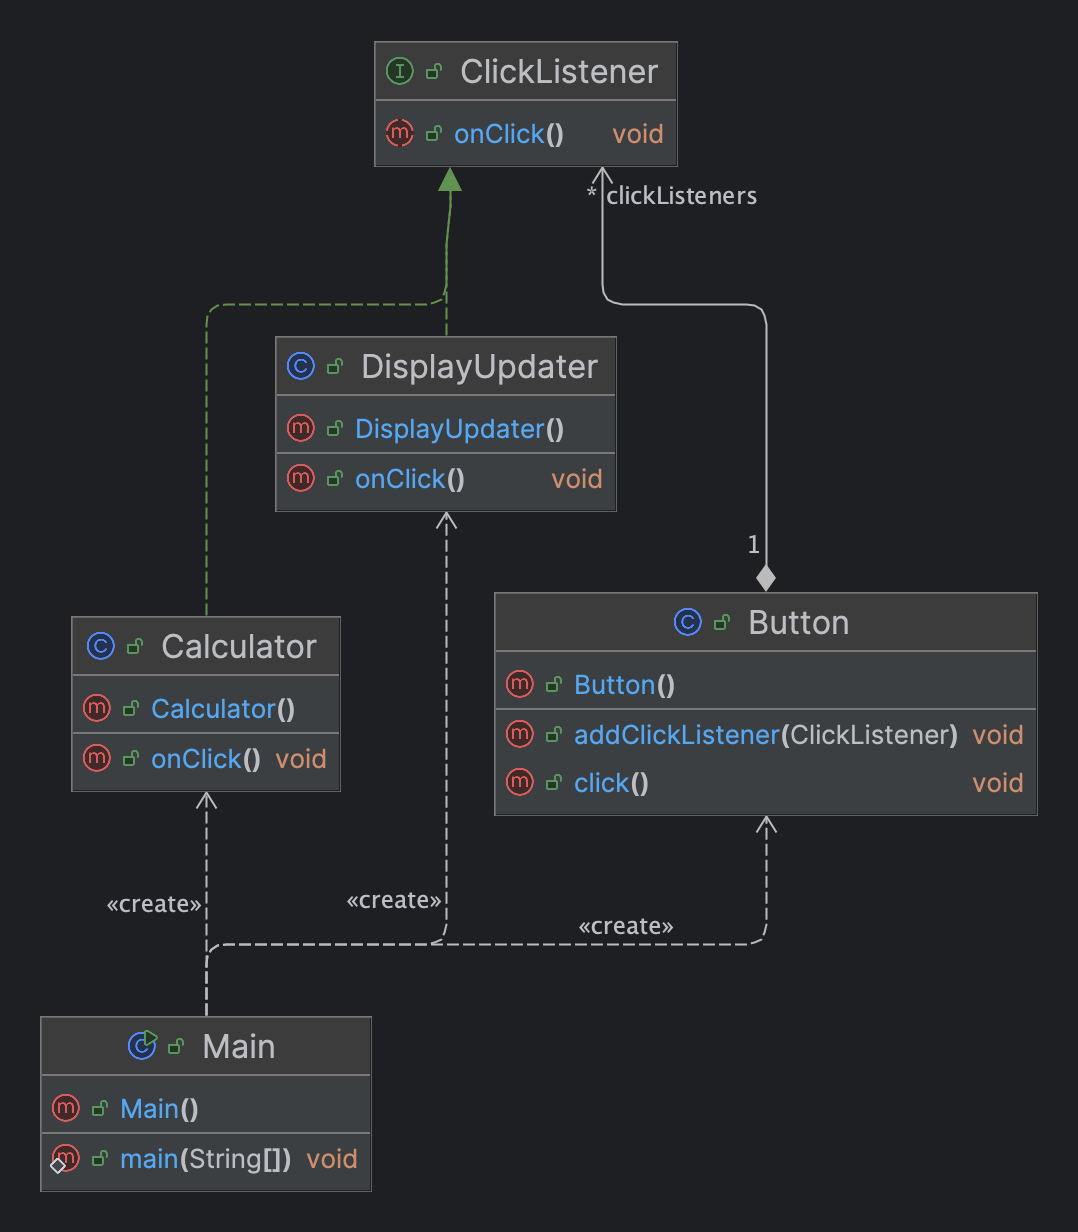 ClickListener
onClick() void
* clickListeners
DisplayUpdater
DisplayUpdater()
onClick() void
1
Calculator
Calculator()
onClick() void
Button
Button()
addClickListener(ClickListener) void
click() void
«create»
«create»
«create»
Main
Main()
main(String[]) void